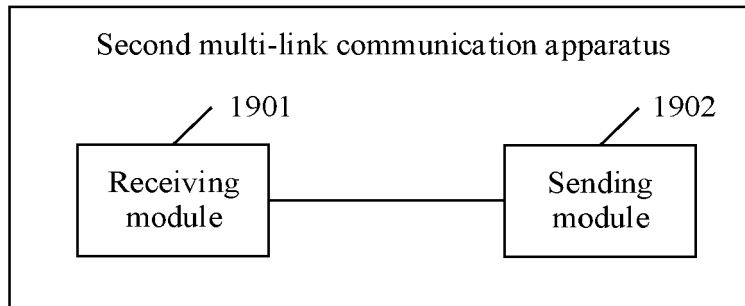 Second multi-link communication apparatus
1901
1902
Receiving
module
Sending
module